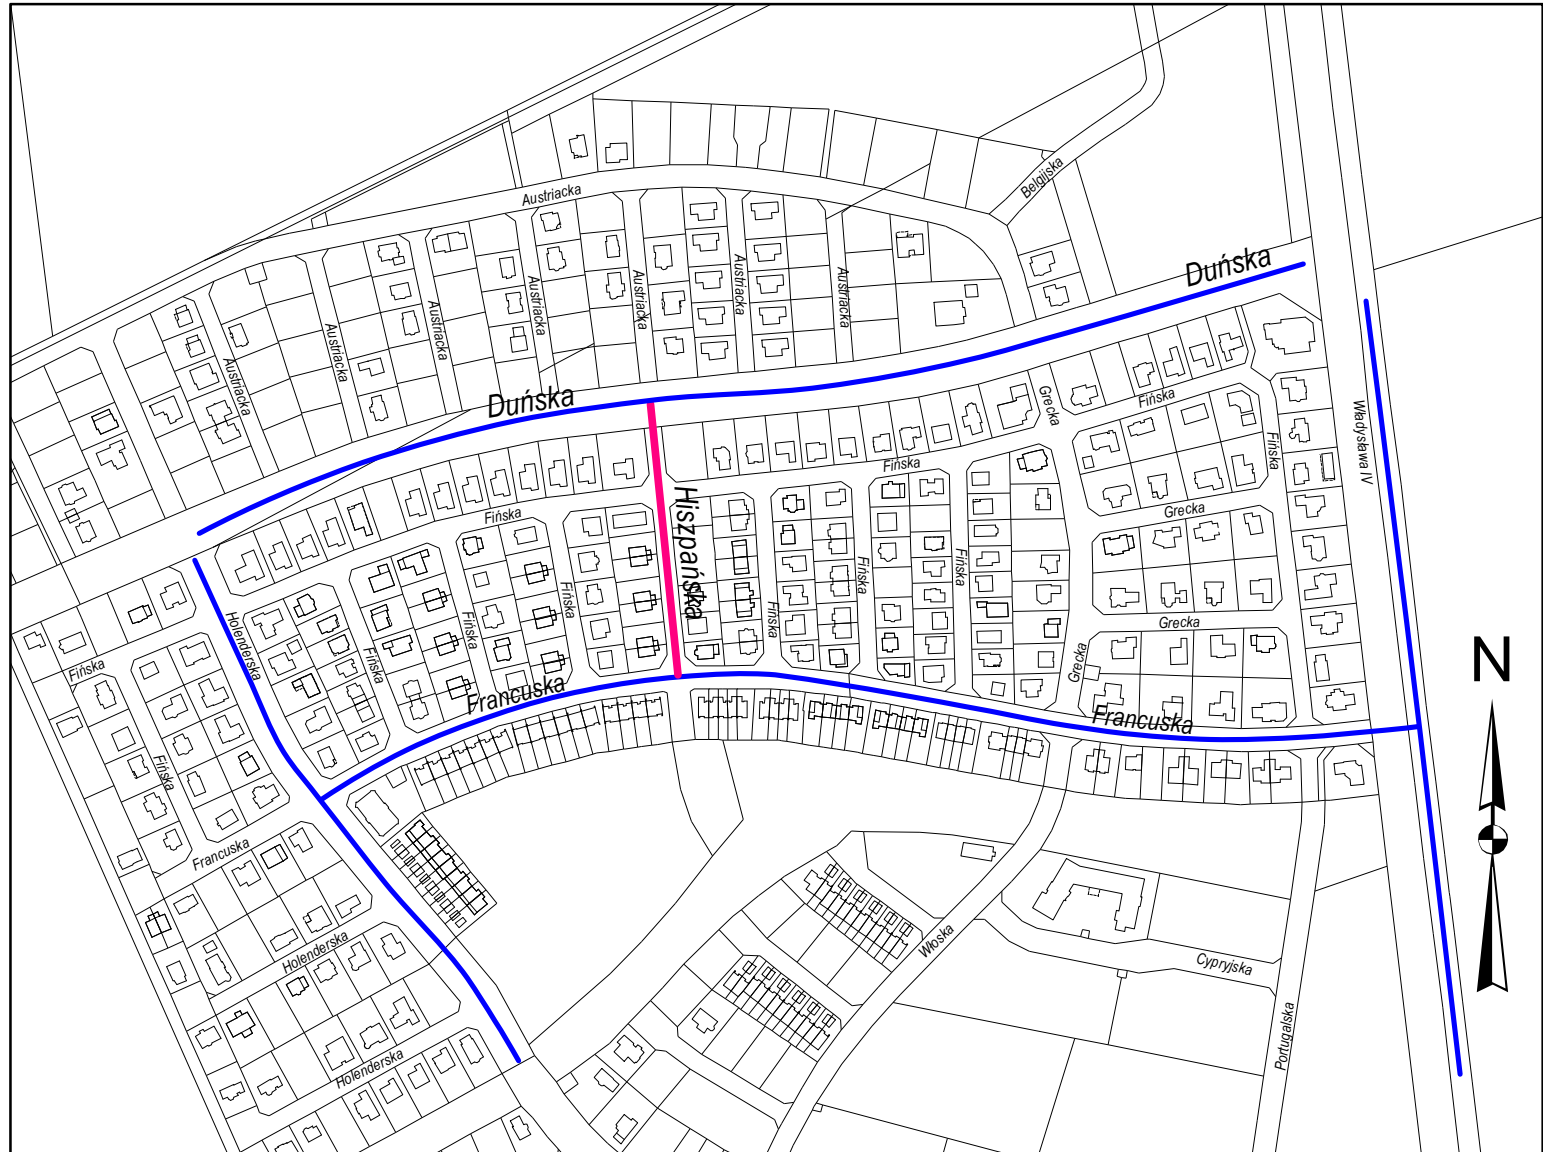 Austriacka
Belgijska
Duńska
Austriacka
Austriacka
Austriacka
Austriacka
Austriacka
Austriacka
Austriacka
Duńska
Grecka
Fińska
Władysława IV
Fińska
Fińska
Hiszpańska
Fińska
Grecka
Fińska
Fińska
Fińska
Fińska
Fińska
Holenderska
Grecka
N
Fińska
Fińska
Grecka
Francuska
Francuska
Fińska
Francuska
Holenderska
Włoska
Cypryjska
Portugalska
Holenderska